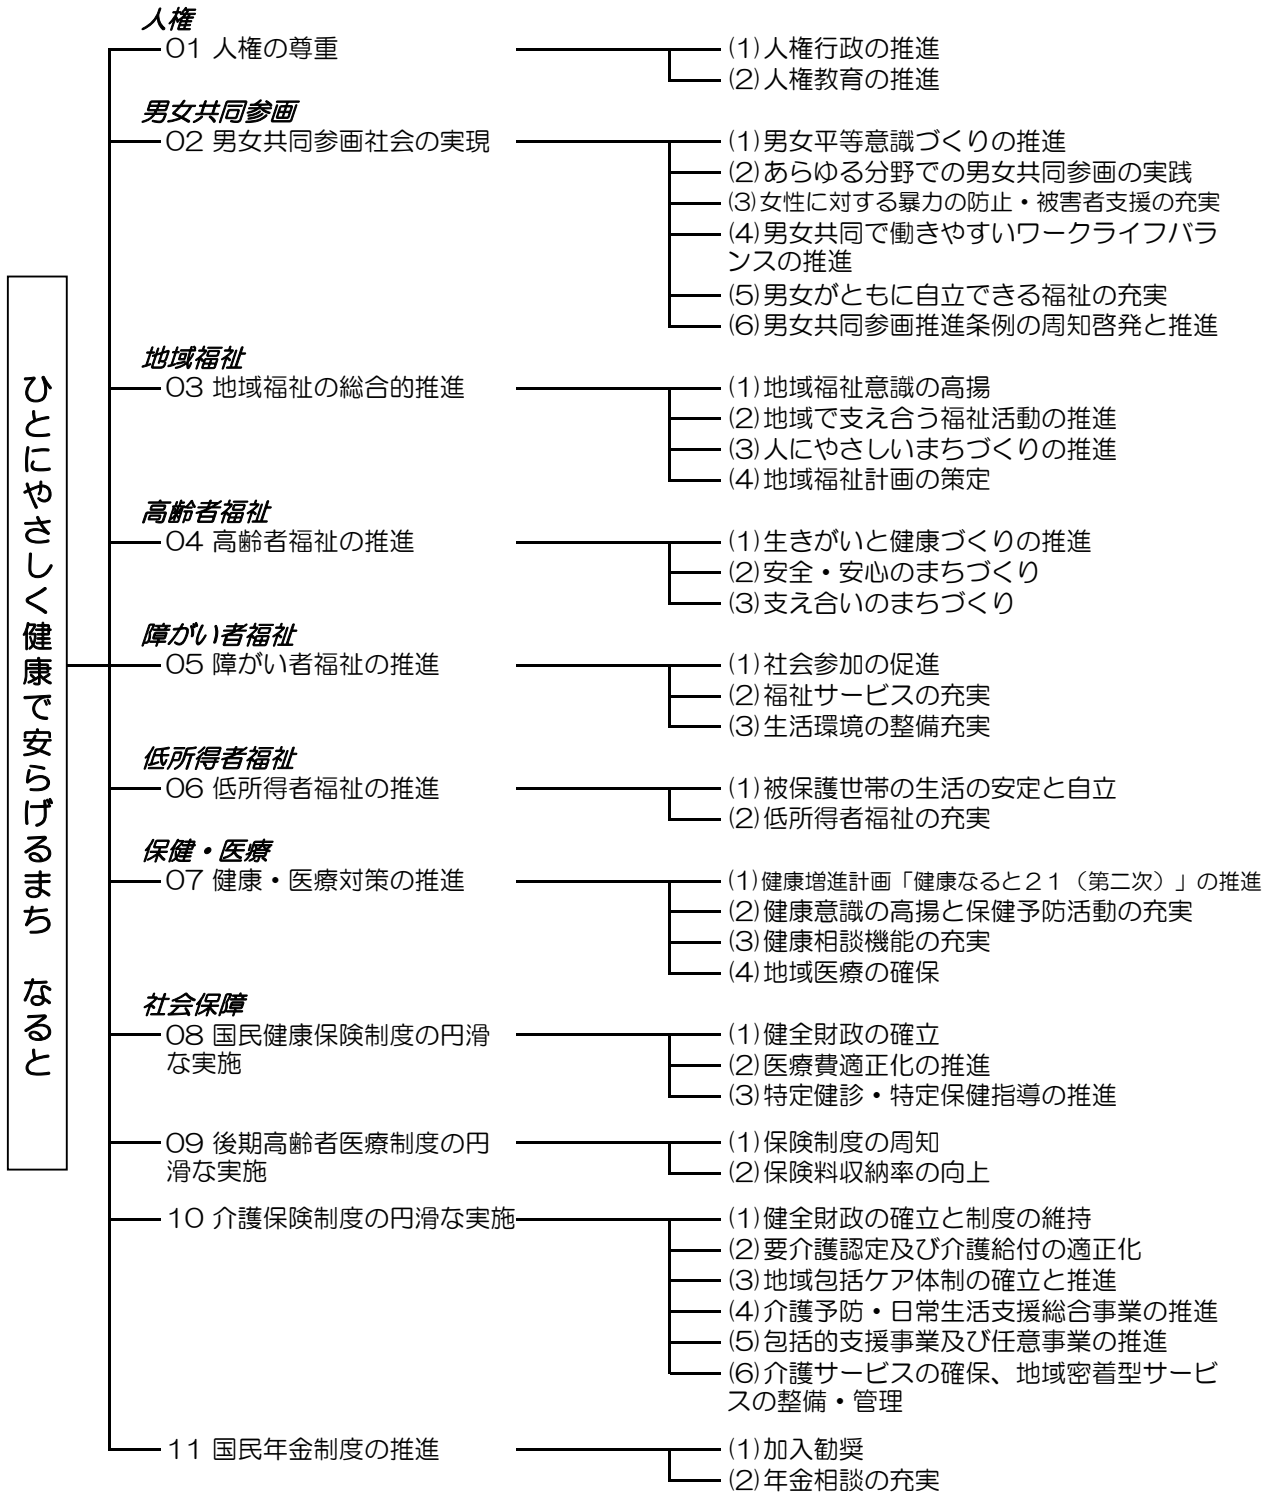 ひとにやさしく健康で安らげるまち　なると
人権
01 人権の尊重
(1)人権行政の推進
(2)人権教育の推進
男女共同参画
02 男女共同参画社会の実現
(1)男女平等意識づくりの推進
(2)あらゆる分野での男女共同参画の実践
(3)女性に対する暴力の防止・被害者支援の充実
(4)男女共同で働きやすいワークライフバラ
ンスの推進
(5)男女がともに自立できる福祉の充実
(6)男女共同参画推進条例の周知啓発と推進
地域福祉
03 地域福祉の総合的推進
(1)地域福祉意識の高揚
(2)地域で支え合う福祉活動の推進
(3)人にやさしいまちづくりの推進
(4)地域福祉計画の策定
高齢者福祉
04 高齢者福祉の推進
(1)生きがいと健康づくりの推進
(2)安全・安心のまちづくり
(3)支え合いのまちづくり
障がい者福祉
05 障がい者福祉の推進
(1)社会参加の促進
(2)福祉サービスの充実
(3)生活環境の整備充実
低所得者福祉
06 低所得者福祉の推進
(1)被保護世帯の生活の安定と自立
(2)低所得者福祉の充実
保健・医療
07 健康・医療対策の推進
(1)健康増進計画「健康なると２１（第二次）」の推進
(2)健康意識の高揚と保健予防活動の充実
(3)健康相談機能の充実
(4)地域医療の確保
社会保障
08 国民健康保険制度の円滑
な実施
(1)健全財政の確立
(2)医療費適正化の推進
(3)特定健診・特定保健指導の推進
09 後期高齢者医療制度の円
滑な実施
(1)保険制度の周知
(2)保険料収納率の向上
10 介護保険制度の円滑な実施
(1)健全財政の確立と制度の維持
(2)要介護認定及び介護給付の適正化
(3)地域包括ケア体制の確立と推進
(4)介護予防・日常生活支援総合事業の推進
(5)包括的支援事業及び任意事業の推進
(6)介護サービスの確保、地域密着型サービ
スの整備・管理
11 国民年金制度の推進
(1)加入勧奨
(2)年金相談の充実